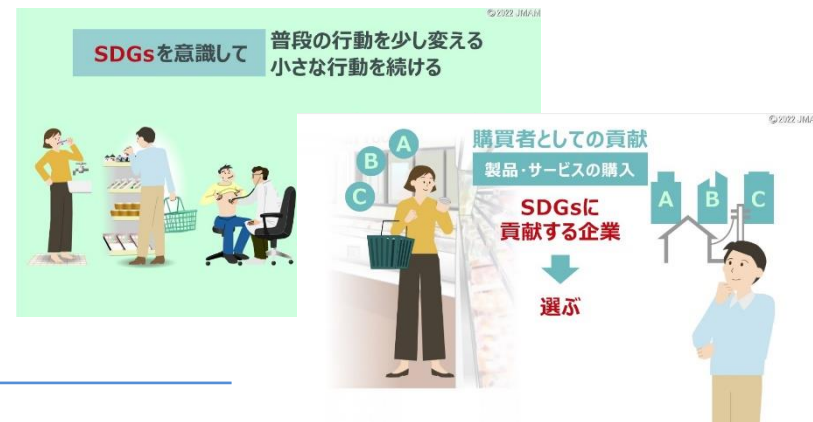 ©2022 JMAM
SDGsを意識して
普段の行動を少し変える
小さな行動を続ける
©2022 JMA
購買者としての貢献
製品・サービスの購入
SDGsに
貢献する企業
選ぶ
A
B
C
A B C